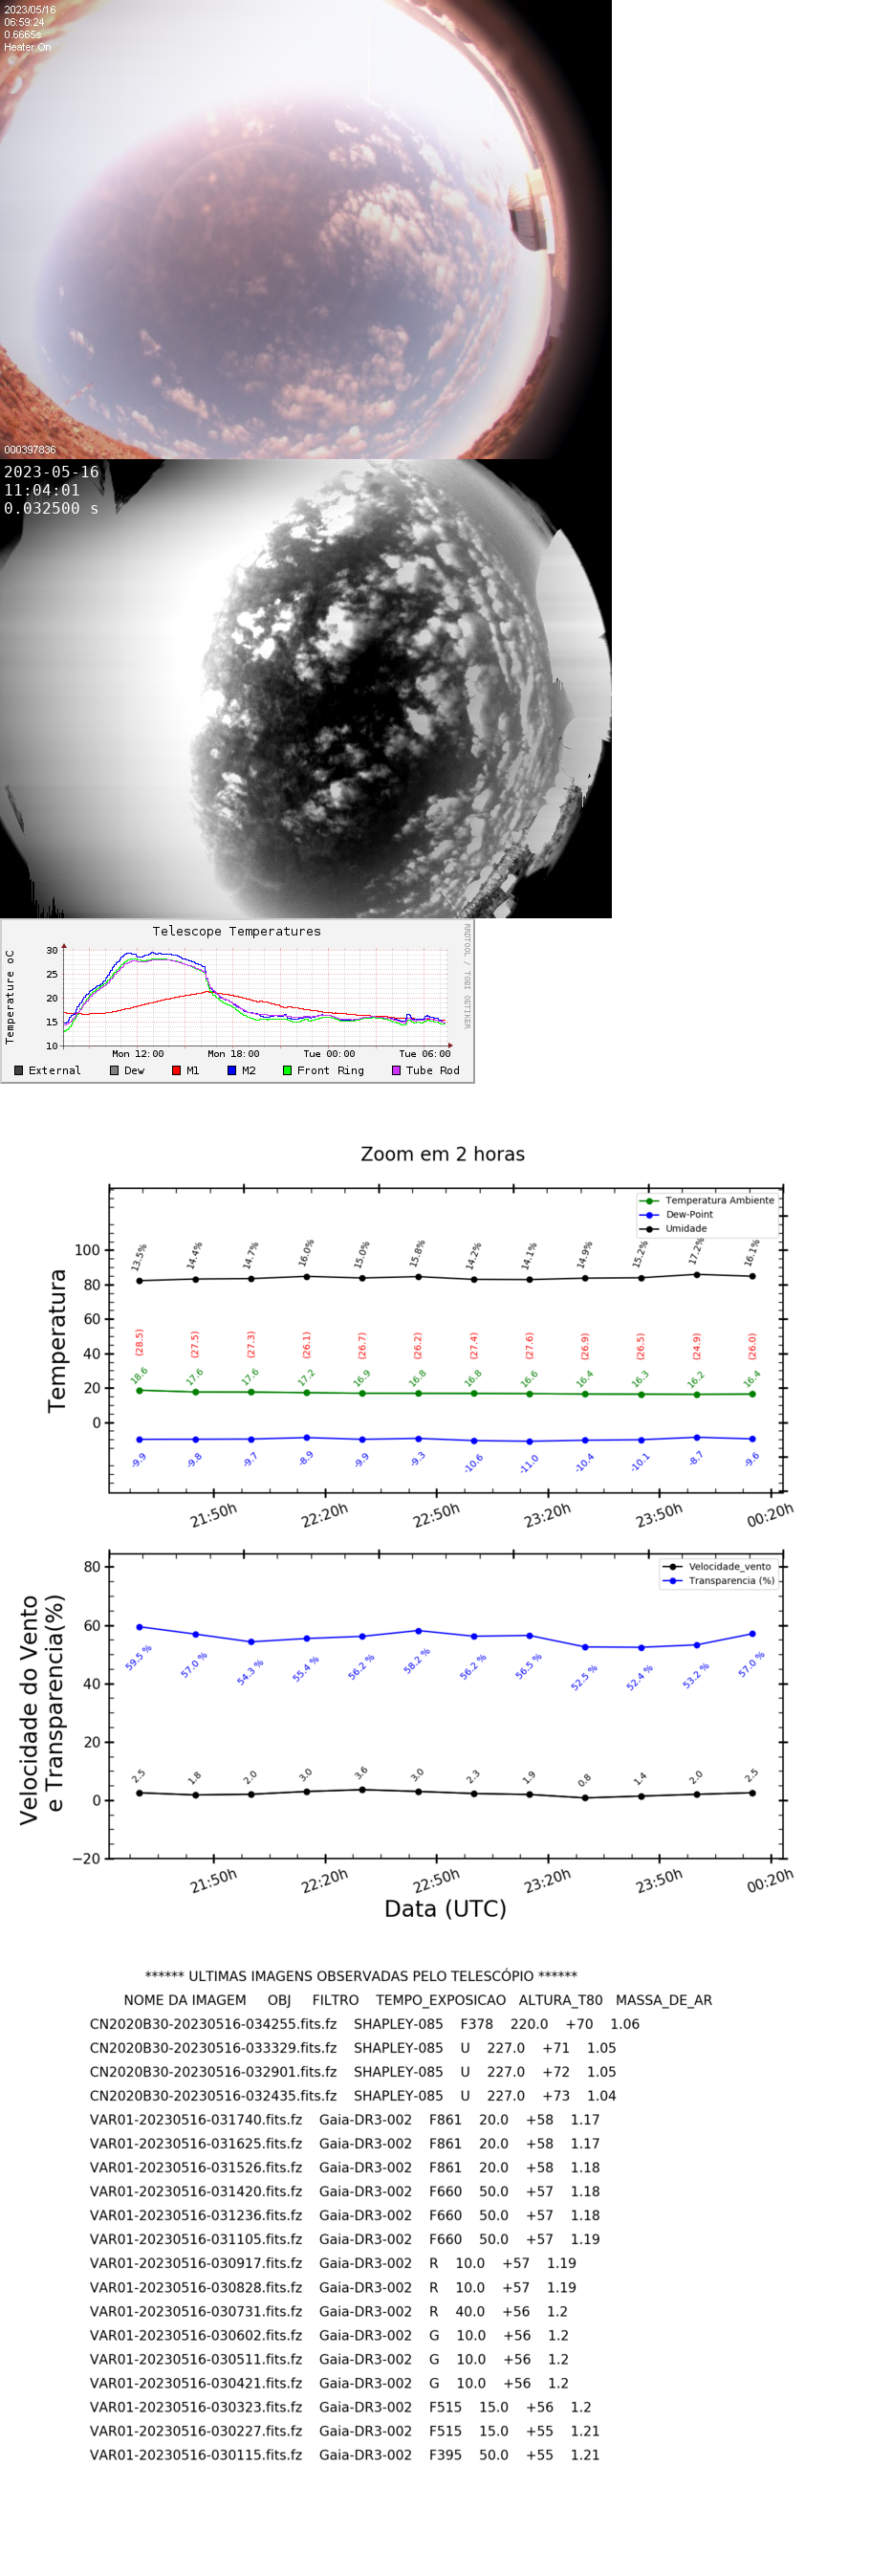 2023/05/16
06:59:24
0.6665s
Heater On
000397836
2023-05-16
11:04:01
0.032500 s
Telescope Temperatures
RRDTOOL / TOBI OETIKER
Temperature oC
30
25
20
15
10
Mon 12:00 Mon 18:00 Tue 00:00 Tue 06:00
External Dew M1 M2 Front Ring Tube Rod
Zoom em 2 horas
Temperatura Ambiente
Dew-Point
Umidade
Temperatura
100
80
60
40
20
0
13.5% 14.4% 14.7% 16.0% 15.0% 15.8% 14.2% 14.1% 14.9% 15.2% 17.2% 16.1%
(28.5) (27.5) (27.3) (26.1) (26.7) (26.2) (27.4) (27.6) (26.9) (26.5) (24.9) (26.0)
18.6 17.6 17.6 17.2 16.9 16.8 16.8 16.6 16.4 16.3 16.2 16.4
-9.9 -9.8 -9.7 -8.9 -9.9 -9.3 -10.6 -11.0 -10.4 -10.1 -8.7 -9.6
21:50h 22:20h 22:50h 23:20h 23:50h 00:20h
Velocidade_vento
Transparencia (%)
Velocidade do Vento
e Transparencia(%)
80
60
40
20
0
−20
59.5 % 57.0 % 54.3 % 55.4 % 56.2 % 58.2 % 56.2 % 56.5 % 52.5 % 52.4 % 53.2 % 57.0 %
2.5 1.8 2.0 3.0 3.6 3.0 2.3 1.9 0.8 1.4 2.0 2.5
21:50h 22:20h 22:50h 23:20h 23:50h 00:20h
Data (UTC)
****** ULTIMAS IMAGENS OBSERVADAS PELO TELESCÓPIO ******
NOME DA IMAGEM OBJ FILTRO TEMPO_EXPOSICAO ALTURA_T80 MASSA_DE_AR
CN2020B30-20230516-034255.fits.fz SHAPLEY-085 F378 220.0 +70 1.06
CN2020B30-20230516-033329.fits.fz SHAPLEY-085 U 227.0 +71 1.05
CN2020B30-20230516-032901.fits.fz SHAPLEY-085 U 227.0 +72 1.05
CN2020B30-20230516-032435.fits.fz SHAPLEY-085 U 227.0 +73 1.04
VAR01-20230516-031740.fits.fz Gaia-DR3-002 F861 20.0 +58 1.17
VAR01-20230516-031625.fits.fz Gaia-DR3-002 F861 20.0 +58 1.17
VAR01-20230516-031526.fits.fz Gaia-DR3-002 F861 20.0 +58 1.18
VAR01-20230516-031420.fits.fz Gaia-DR3-002 F660 50.0 +57 1.18
VAR01-20230516-031236.fits.fz Gaia-DR3-002 F660 50.0 +57 1.18
VAR01-20230516-031105.fits.fz Gaia-DR3-002 F660 50.0 +57 1.19
VAR01-20230516-030917.fits.fz Gaia-DR3-002 R 10.0 +57 1.19
VAR01-20230516-030828.fits.fz Gaia-DR3-002 R 10.0 +57 1.19
VAR01-20230516-030731.fits.fz Gaia-DR3-002 R 40.0 +56 1.2
VAR01-20230516-030602.fits.fz Gaia-DR3-002 G 10.0 +56 1.2
VAR01-20230516-030511.fits.fz Gaia-DR3-002 G 10.0 +56 1.2
VAR01-20230516-030421.fits.fz Gaia-DR3-002 G 10.0 +56 1.2
VAR01-20230516-030323.fits.fz Gaia-DR3-002 F515 15.0 +56 1.2
VAR01-20230516-030227.fits.fz Gaia-DR3-002 F515 15.0 +55 1.21
VAR01-20230516-030115.fits.fz Gaia-DR3-002 F395 50.0 +55 1.21